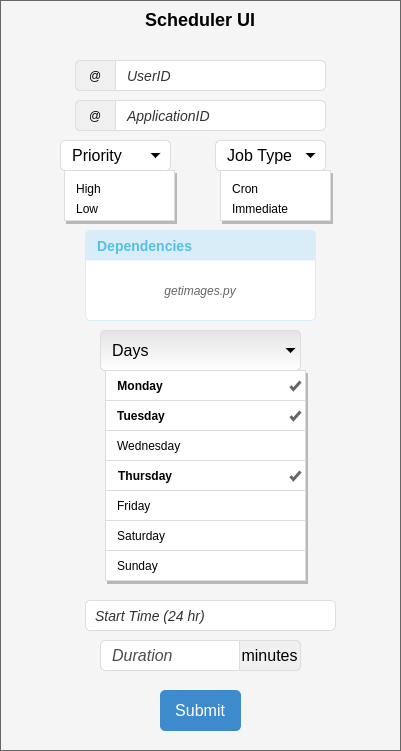 Scheduler UI
@ UserID
@ ApplicationID
Priority Job Type
High Cron
Low Immediate
Dependencies
getimages.py
Days
Monday
Tuesday
Wednesday
Thursday
Friday
Saturday
Sunday
Start Time (24 hr)
Duration minutes
Submit